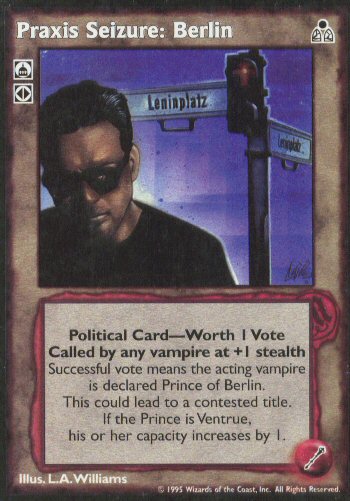 Praxis Seizure: Berlin
Leninplatz
Leninplatz
Political Card—Worth 1 Vote
Called by any vampire at +1 stealth
Successful vote means the acting vampire
is declared Prince of Berlin.
This could lead to a contested title.
If the Prince is Ventrue,
his or her capacity increases by 1.
Illus. L.A. Williams
© 1995 Wizards of the Coast, Inc. All Rights Reserved.